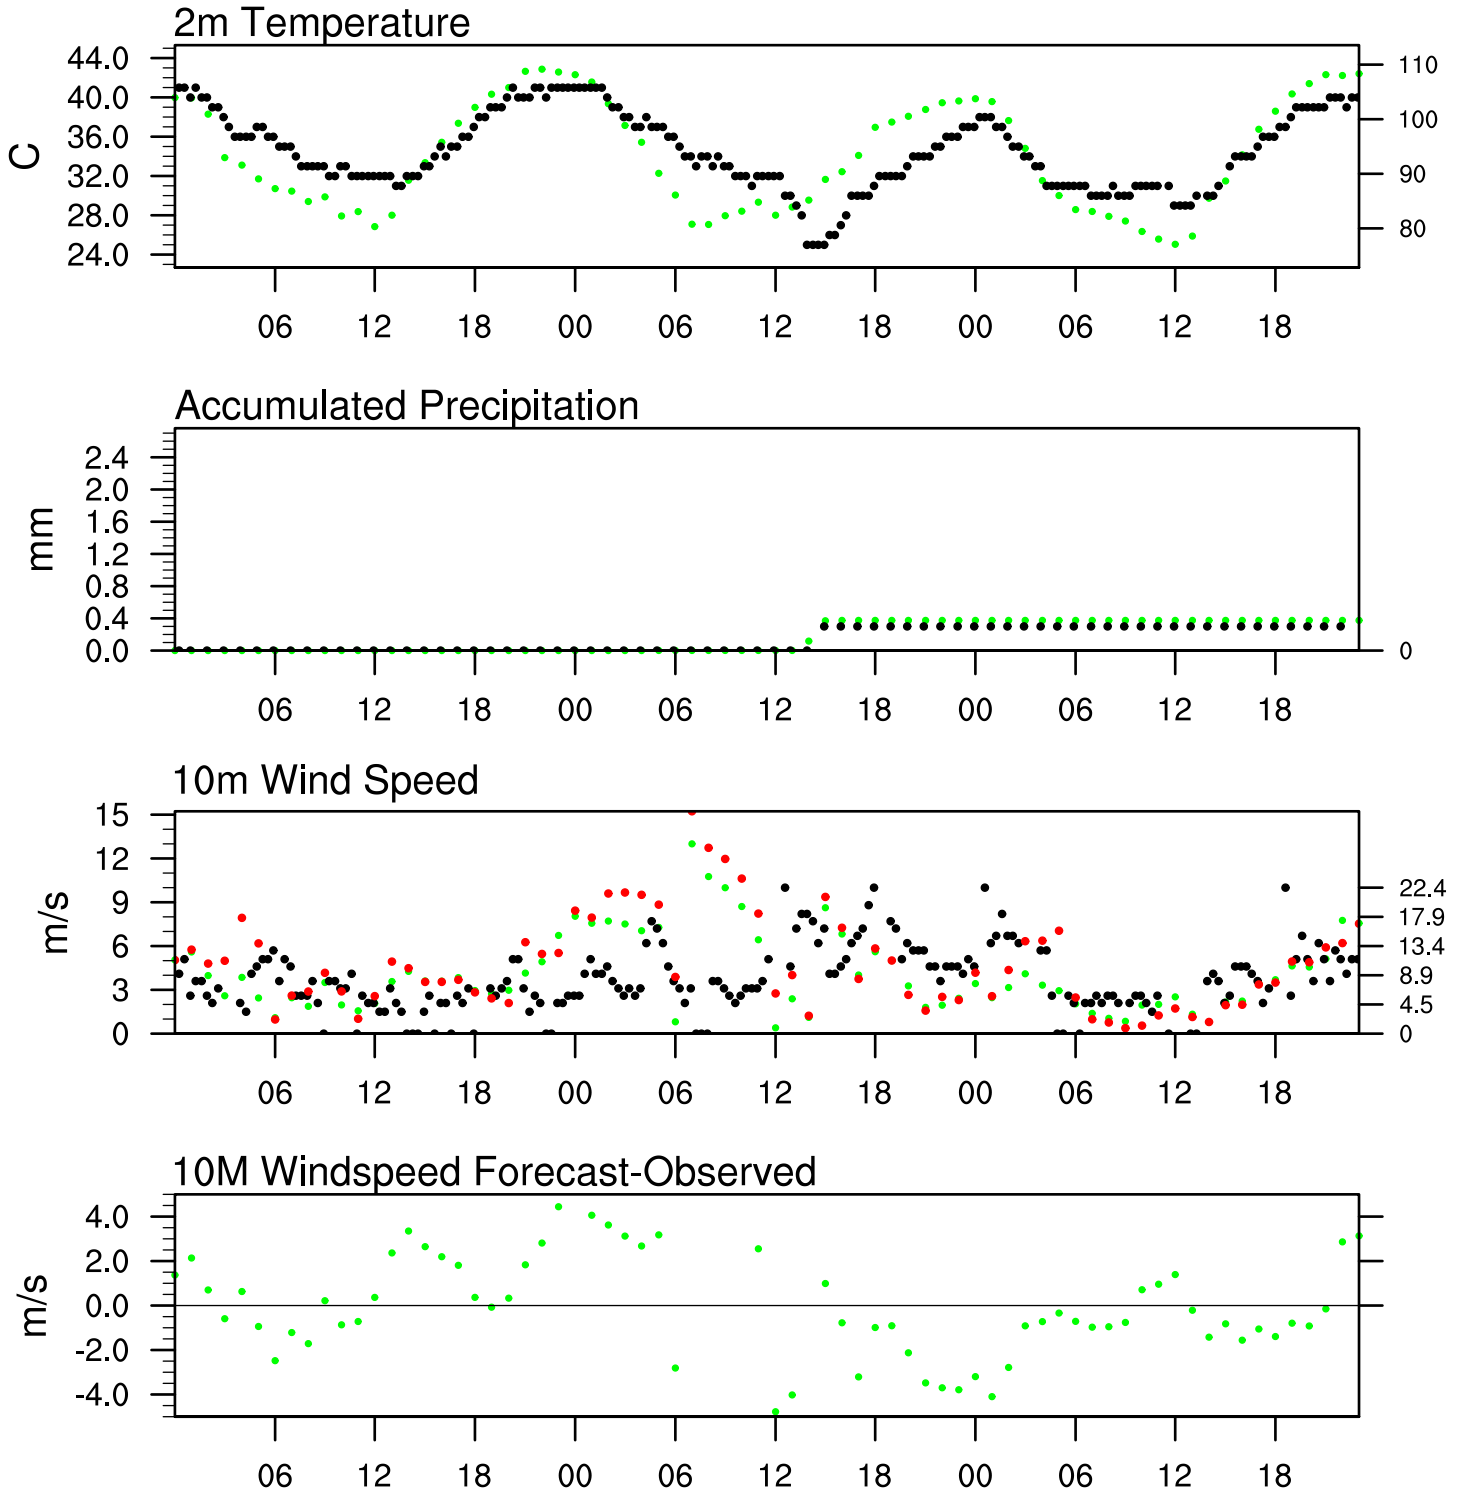 2m Temperature
44.0
40.0
36.0
32.0
28.0
24.0
C
110
100
90
80
06 12 18 00 06 12 18 00 06 12 18
Accumulated Precipitation
2.4
2.0
1.6
1.2
0.8
0.4
0.0
mm
0
06 12 18 00 06 12 18 00 06 12 18
10m Wind Speed
15
12
9
6
3
0
m/s
22.4
17.9
13.4
8.9
4.5
0
06 12 18 00 06 12 18 00 06 12 18
10M Windspeed Forecast-Observed
4.0
2.0
0.0
-2.0
-4.0
m/s
06 12 18 00 06 12 18 00 06 12 18